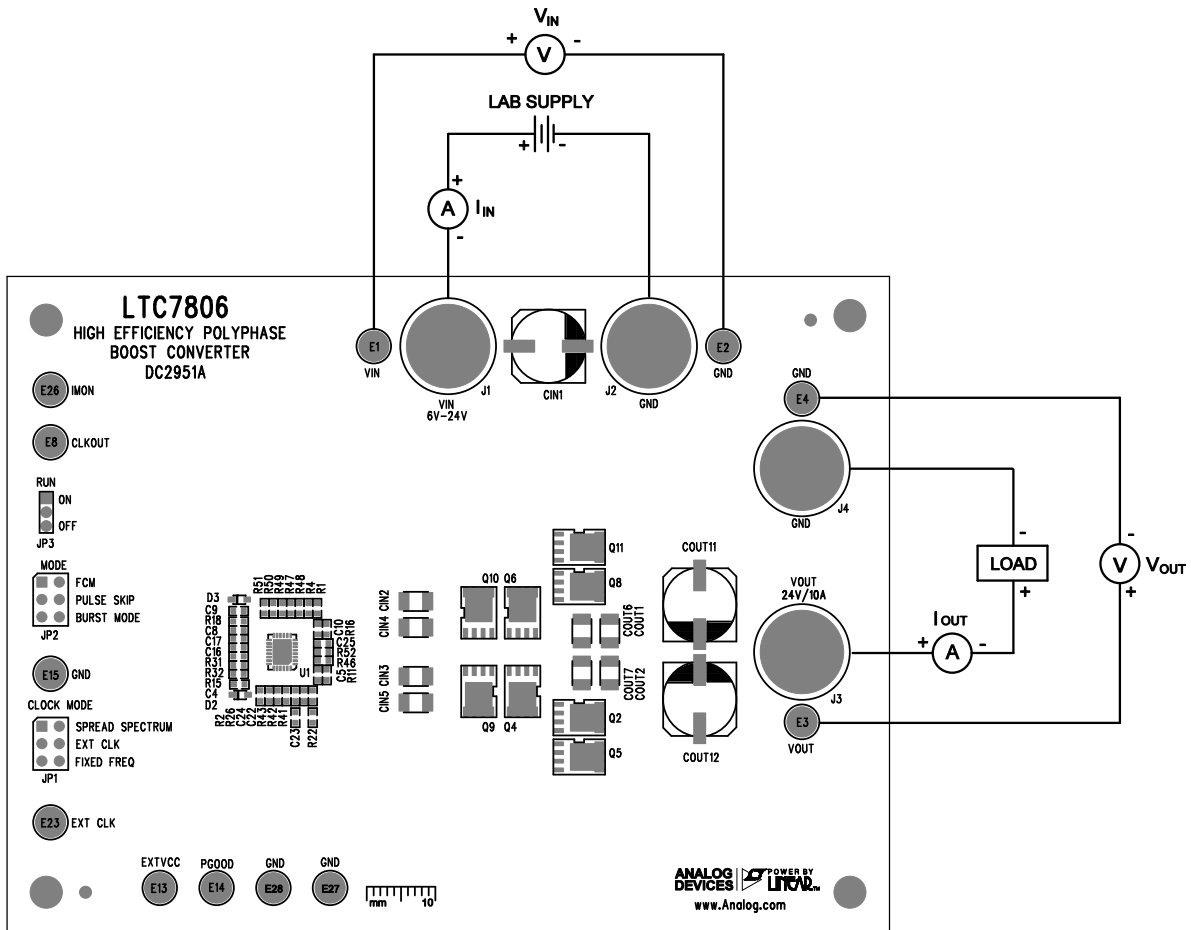 VIN
+ V -
LAB SUPPLY
+ -
+
A IIN
-
LTC7806
HIGH EFFICIENCY POLYPHASE
BOOST CONVERTER
DC2951A
E1
VIN
J1
VIN
6V-24V
CIN1
J2
GND
E2
GND
GND
E4
J4
GND
E26 IMON
E8 CLKOUT
RUN
ON
OFF
JP3
MODE
FCM
PULSE SKIP
BURST MODE
JP2
E15 GND
CLOCK MODE
SPREAD SPECTRUM
EXT CLK
FIXED FREQ
JP1
E23 EXT CLK
R51
R50
R49
R47
R48
R4
R1
D3
C9
R18
C8
C17
C16
R31
R32
R15
C4
D2
U1
C10
R16
C25
R52
R46
C5
R11
R2
R26
C24
C22
R43
R42
R41
C23
R22
CIN2
CIN4
CIN3
CIN5
Q10 Q6
Q9 Q4
Q11
Q8
COUT6
COUT1
COUT7
COUT2
Q2
Q5
COUT11
COUT12
VOUT
24V/10A
J3
E3
VOUT
-
LOAD
+
IOUT
+ A -
-
V VOUT
+
EXTVCC
E13
PGOOD
E14
GND
E28
GND
E27
mm 10
ANALOG
DEVICES
POWER BY
LINEAR™
www.Analog.com